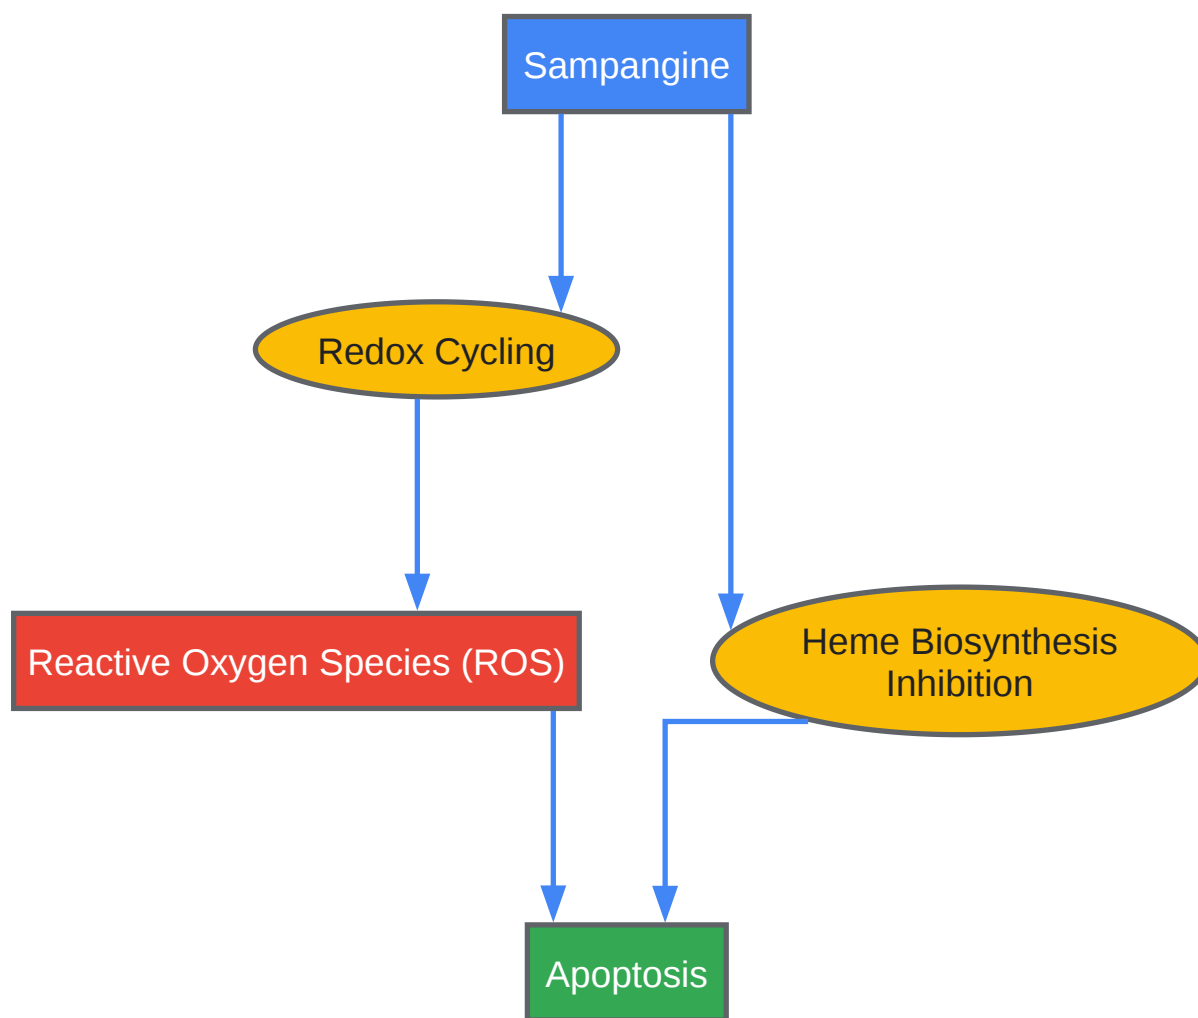 Sampangine
Redox Cycling
Reactive Oxygen Species (ROS)
Heme Biosynthesis
Inhibition
Apoptosis